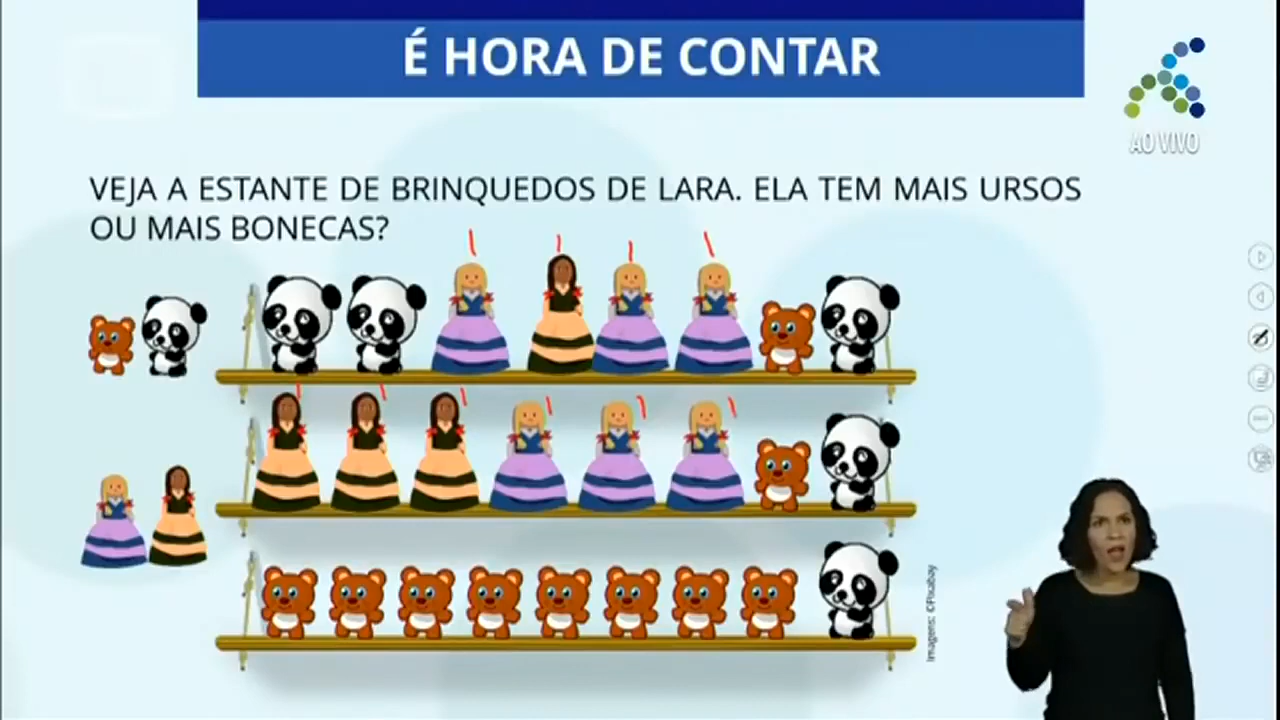 É HORA DE CONTAR
AO VIVO
VEJA A ESTANTE DE BRINQUEDOS DE LARA. ELA TEM MAIS URSOS
OU MAIS BONECAS?
Imagens: ©Pixabay